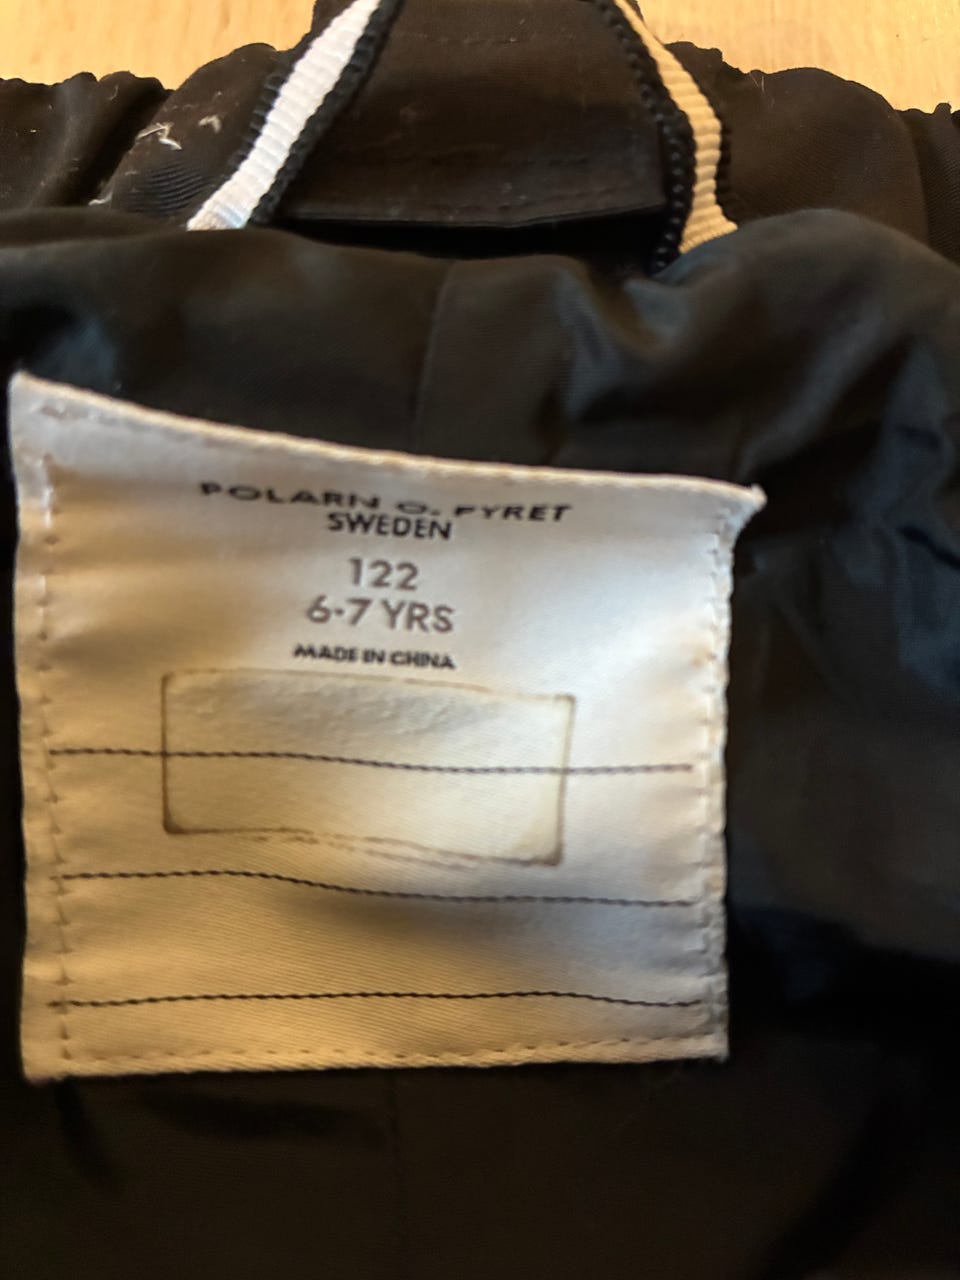 POLARN O. PYRET
SWEDEN
122
6-7 YRS
MADE IN CHINA